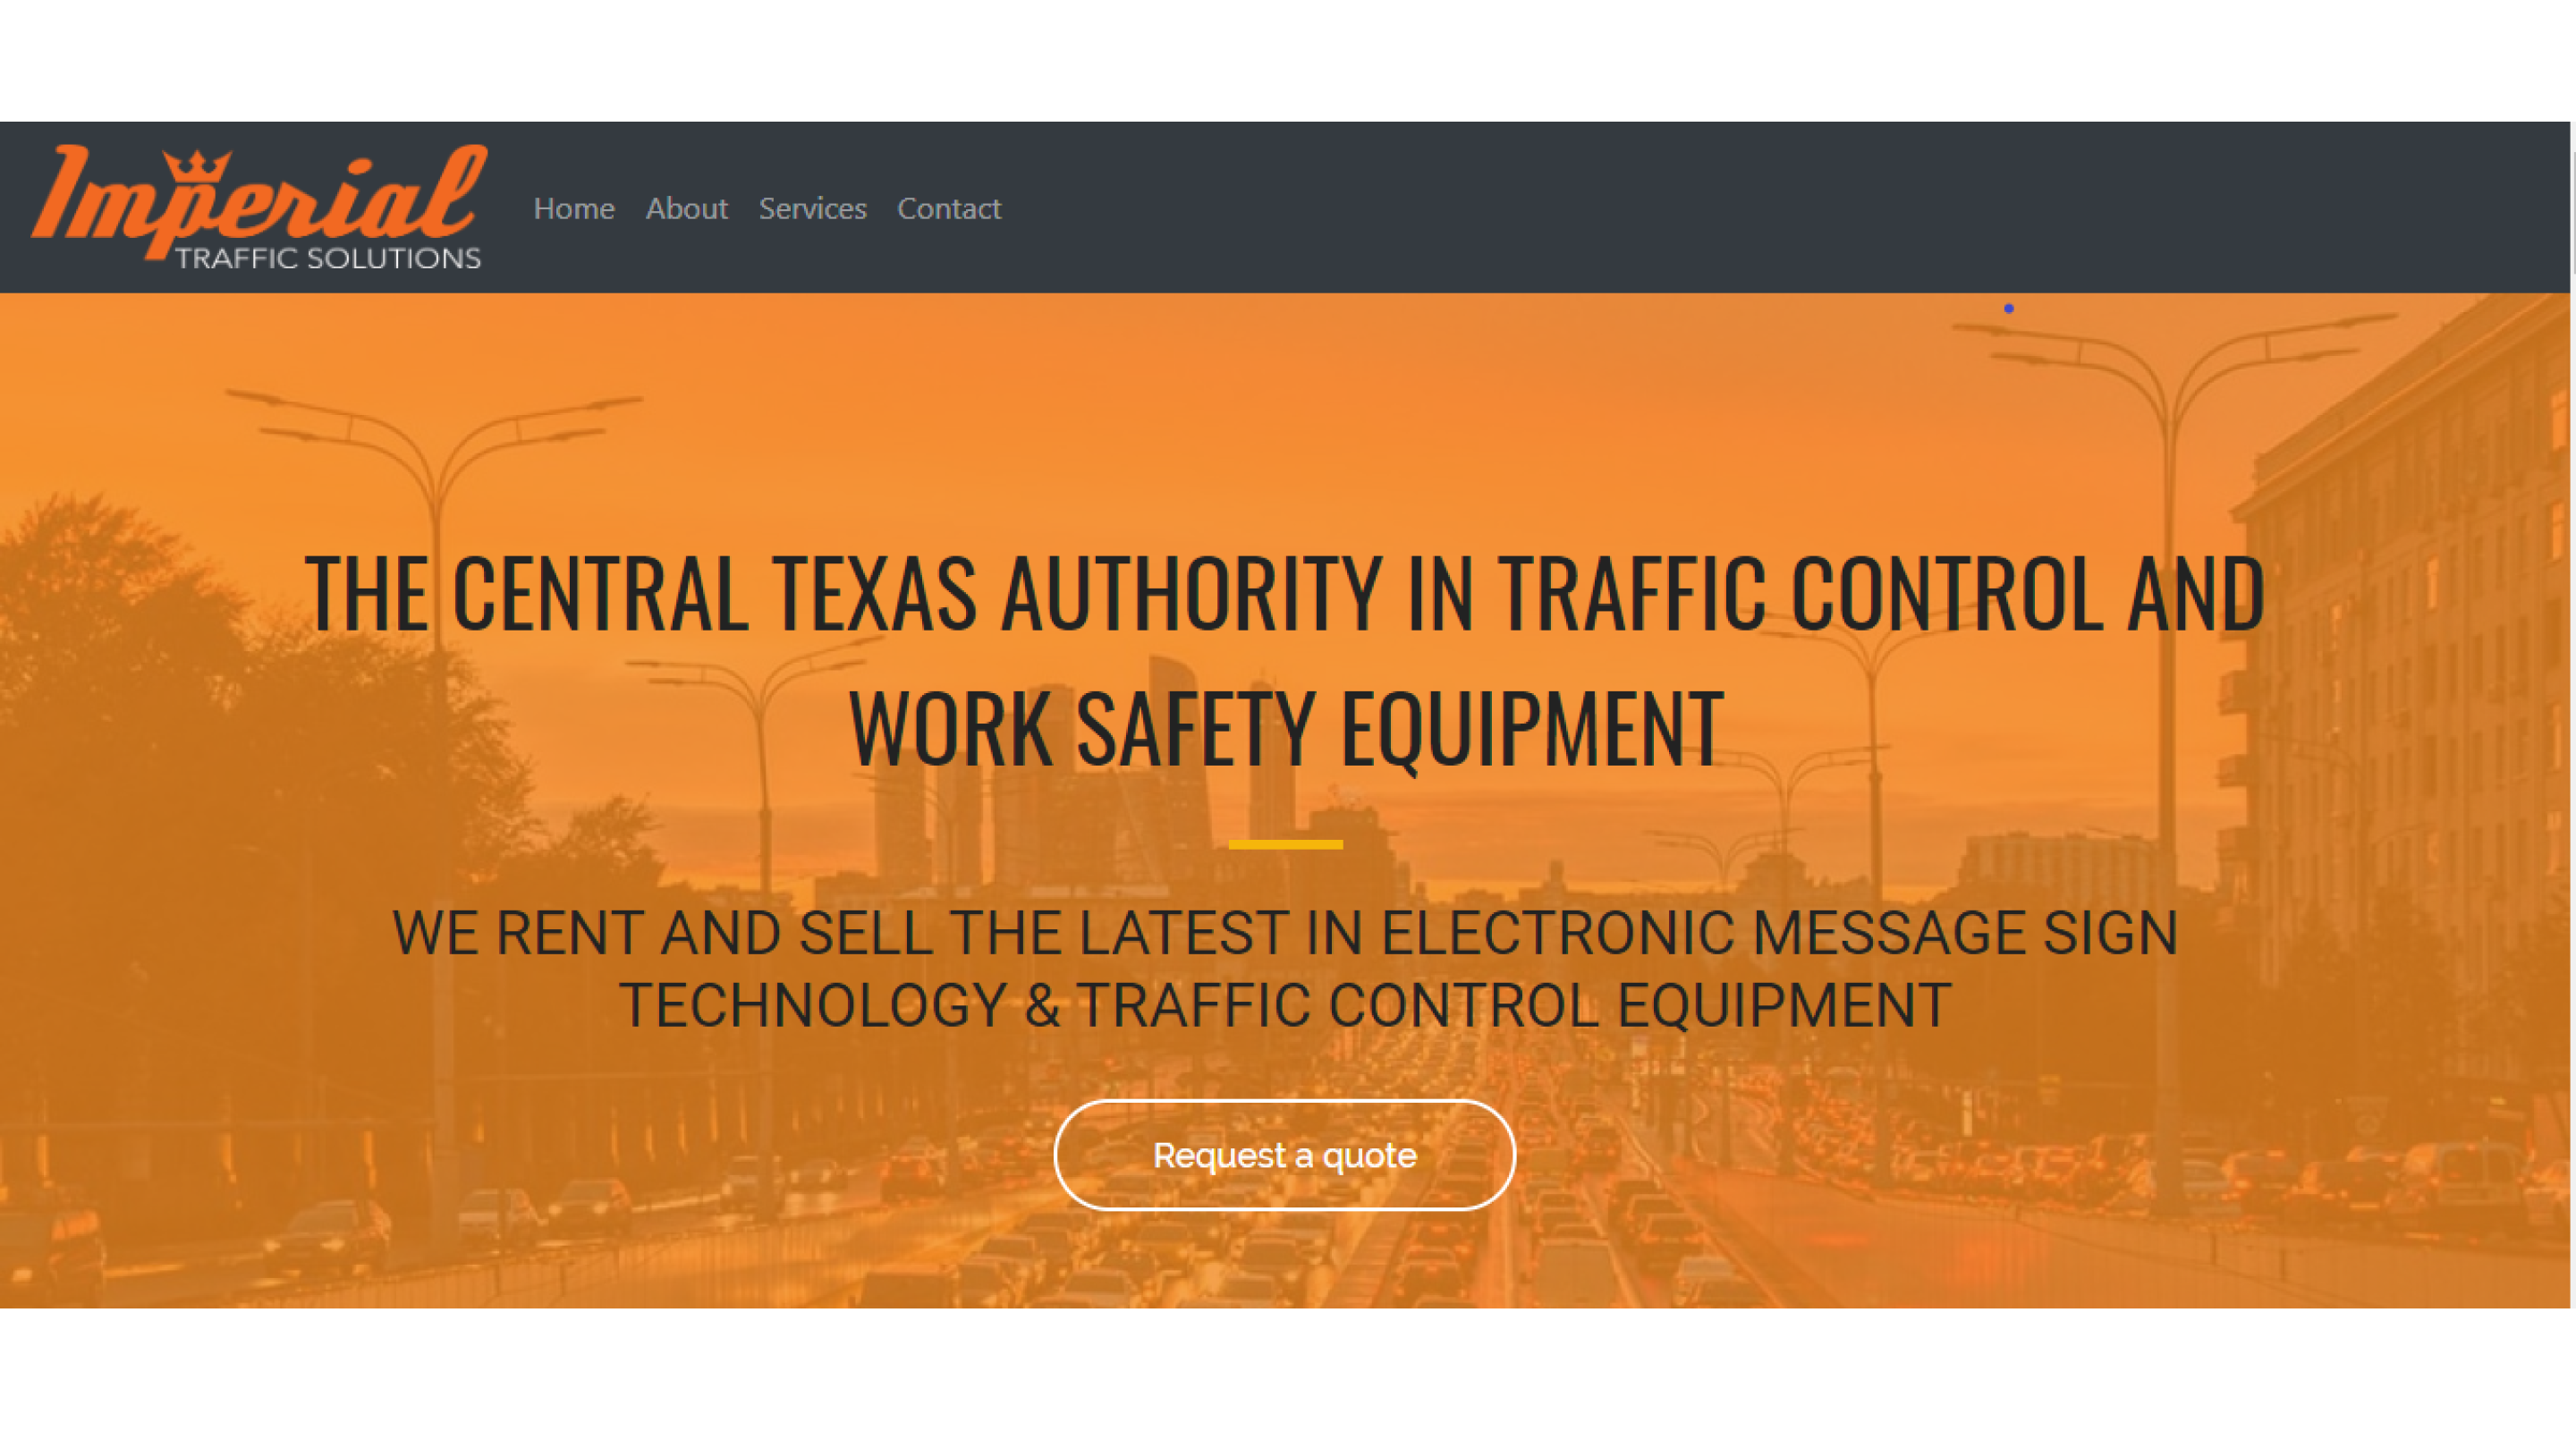 Imperial
TRAFFIC SOLUTIONS
Home About Services Contact
THE CENTRAL TEXAS AUTHORITY IN TRAFFIC CONTROL AND
WORK SAFETY EQUIPMENT
WE RENT AND SELL THE LATEST IN ELECTRONIC MESSAGE SIGN
TECHNOLOGY & TRAFFIC CONTROL EQUIPMENT
Request a quote